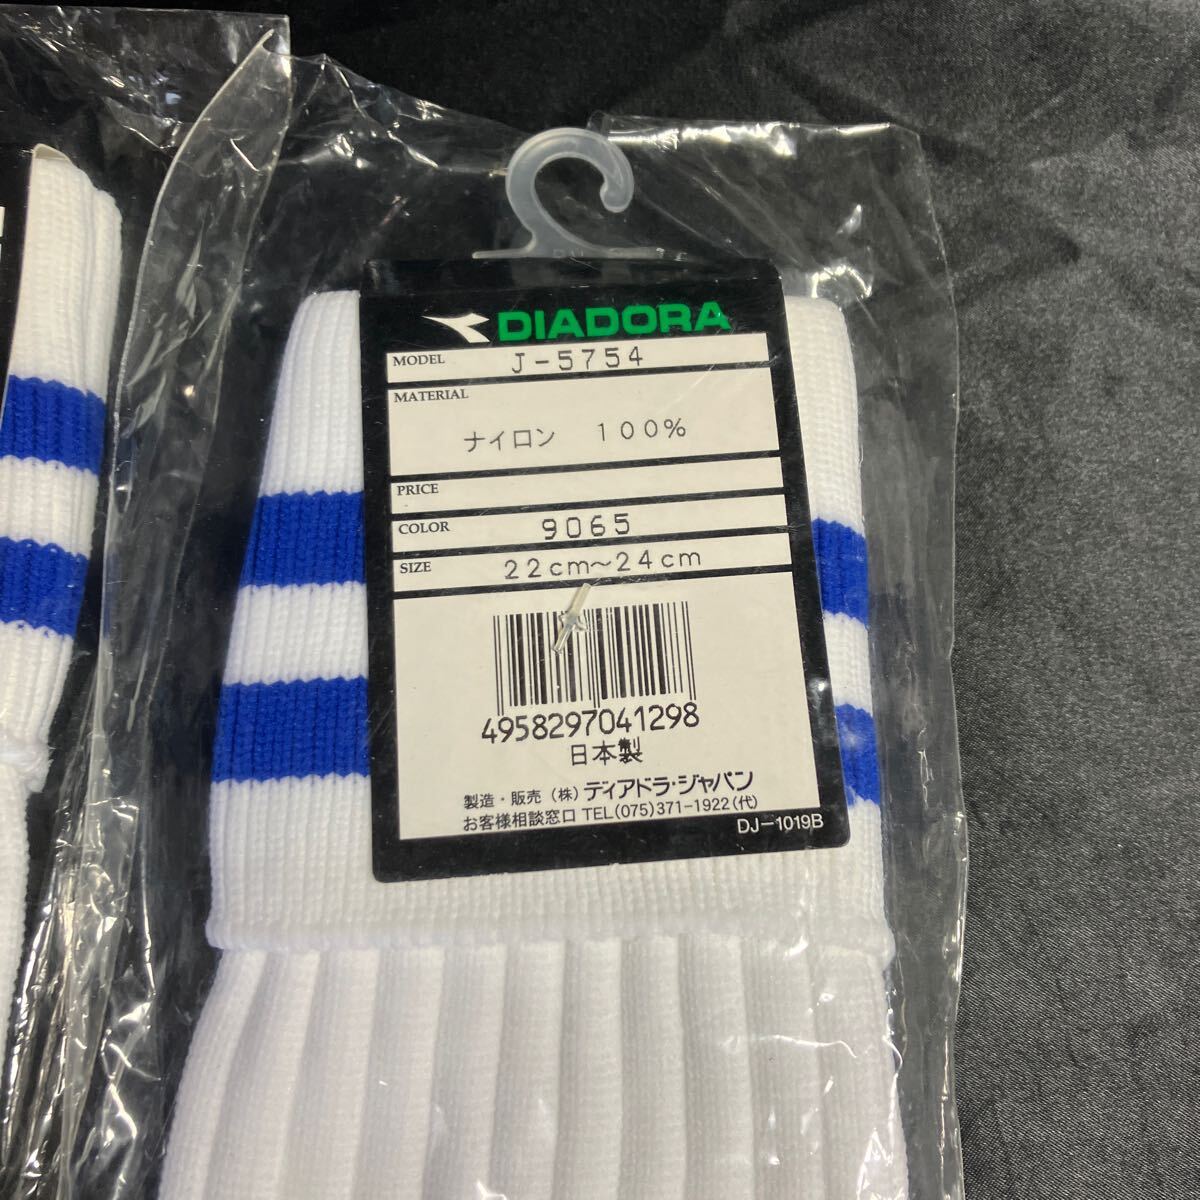 DIADORA
MODEL J-5754
MATERIAL
ナイロン 100%
PRICE
COLOR 9065
SIZE 22cm〜24cm
4958297041298
日本製
製造・販売 (株) ディアドラ・ジャパン
お客様相談窓口 TEL(075)371-1922(代)
DJ-1019B